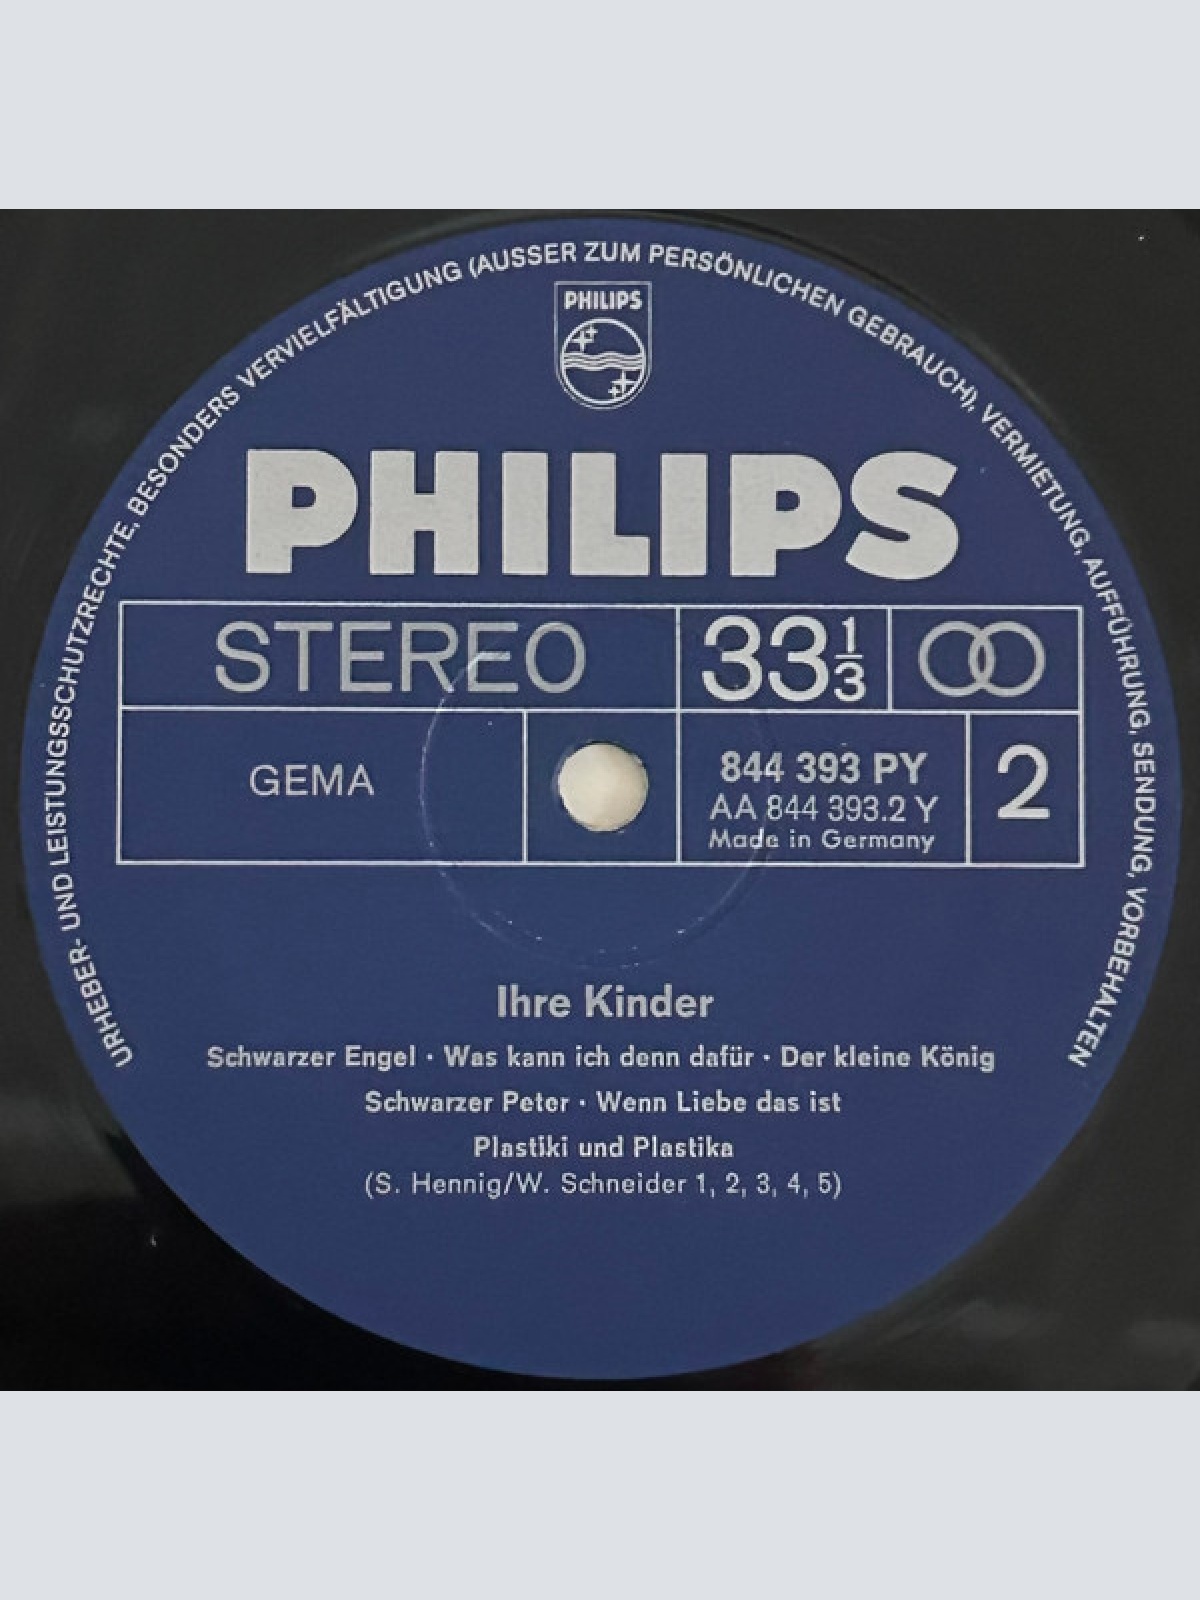 URHEBER- UND LEISTUNGSSCHUTZRECHTE, BESONDERS VERVIELFÄLTIGUNG (AUSSER ZUM PERSÖNLICHEN GEBRAUCH), VERMIETUNG, AUFFÜHRUNG, SENDUNG, VORBEHALTEN
PHILIPS
PHILIPS
STEREO 33 1/3
GEMA
844 393 PY
AA 844 393.2 Y
Made in Germany
2
Ihre Kinder
Schwarzer Engel · Was kann ich denn dafür · Der kleine König
Schwarzer Peter · Wenn Liebe das ist
Plastiki und Plastika
(S. Hennig/W. Schneider 1, 2, 3, 4, 5)